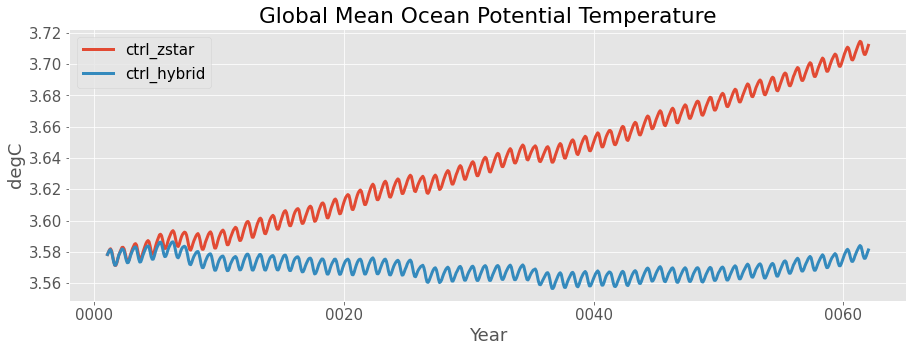 Global Mean Ocean Potential Temperature
3.72
3.70
3.68
3.66
3.64
3.62
3.60
3.58
3.56
degC
ctrl_zstar
ctrl_hybrid
0000
0020
0040
0060
Year